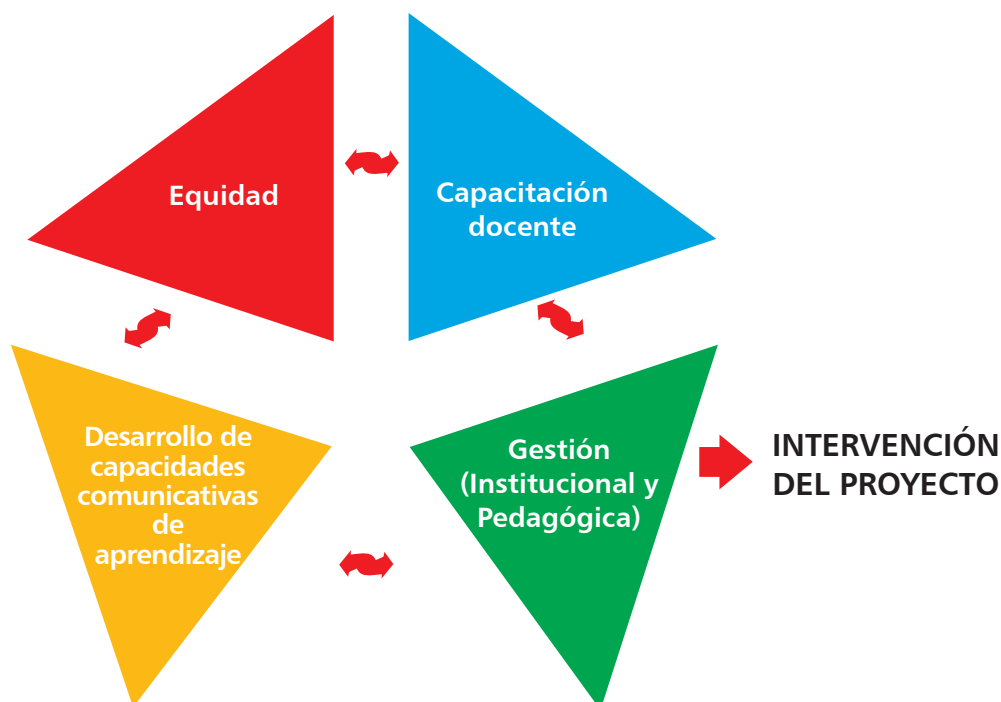 Equidad
Capacitación
docente
Desarrollo de
capacidades
comunicativas
de
aprendizaje
Gestión
(Institucional y
Pedagógica)
INTERVENCIÓN
DEL PROYECTO